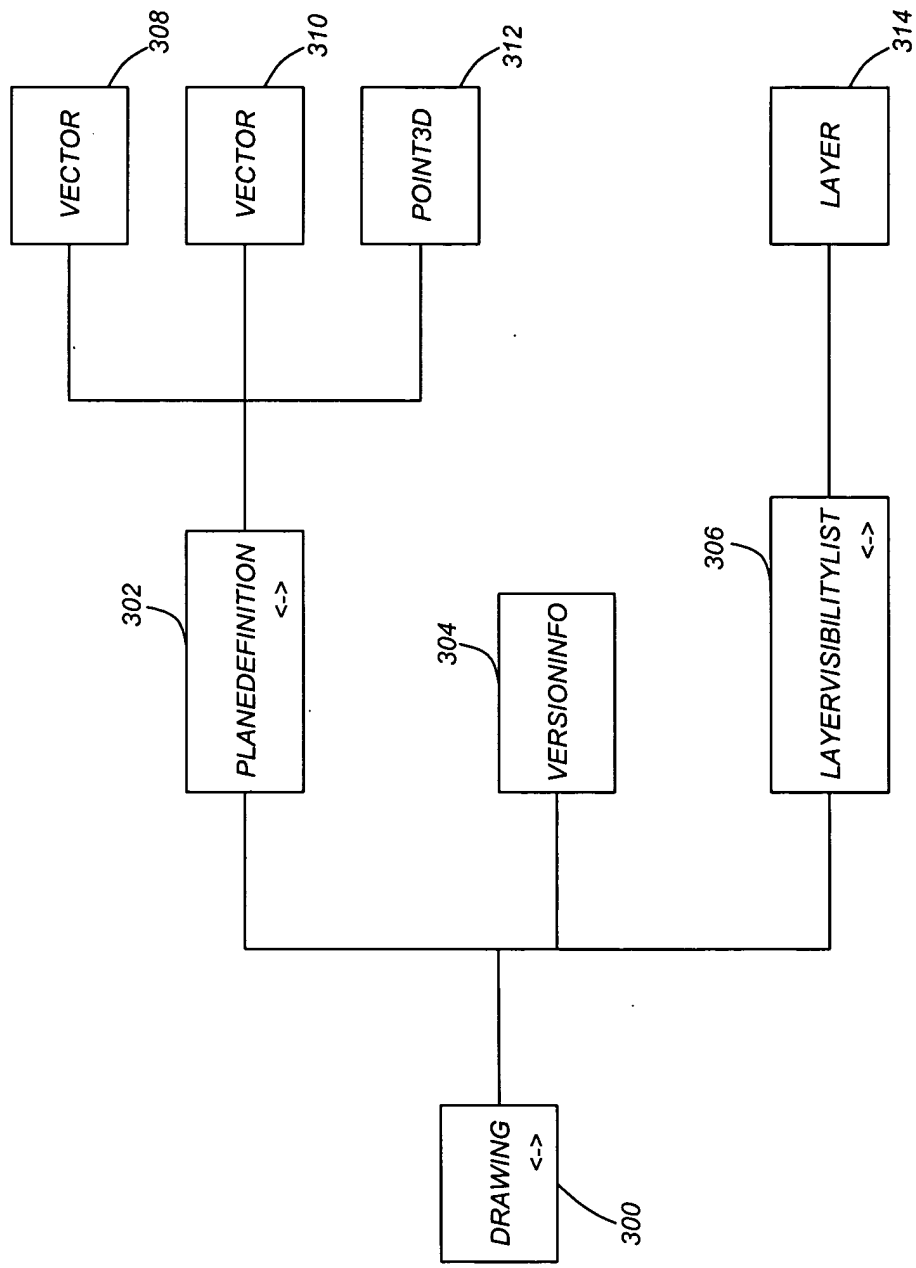 DRAWING
<->
300
PLANEDEFINITION
<->
302
VERSIONINFO
304
LAYERVISIBILITYLIST
<->
306
VECTOR
308
VECTOR
310
POINT3D
312
LAYER
314